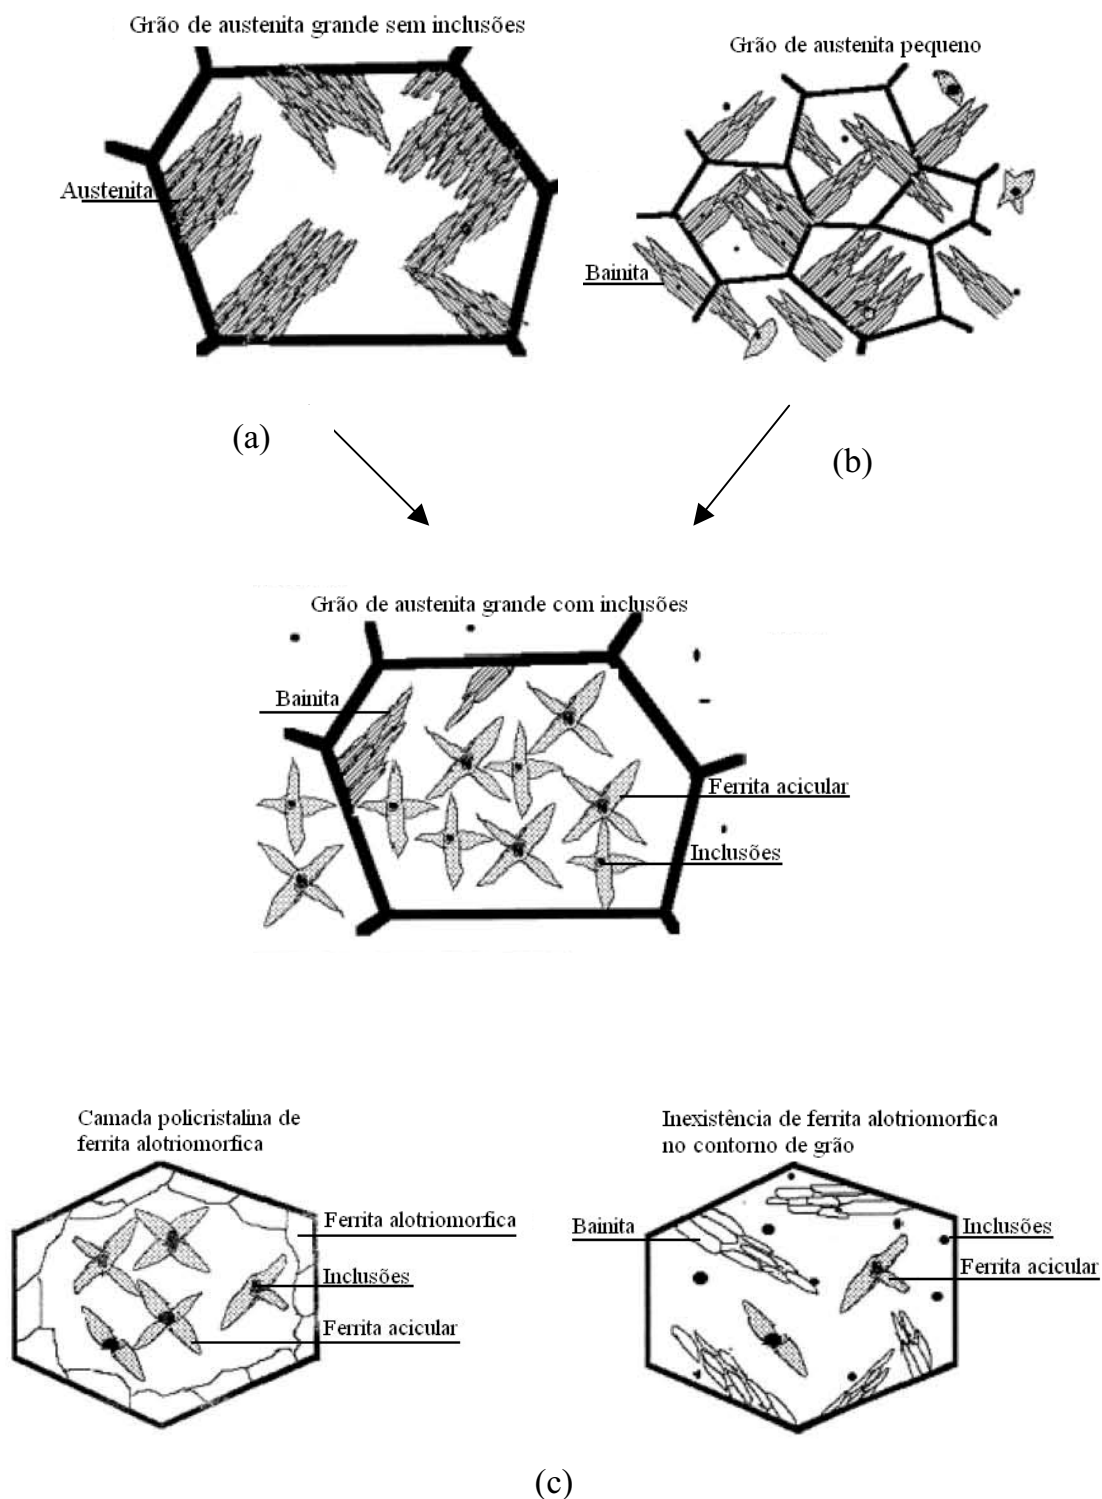 Grão de austenita grande sem inclusões
Grão de austenita pequeno
Austenita
Bainita
(a)
(b)
Grão de austenita grande com inclusões
Bainita
Ferrita acicular
Inclusões
Camada policristalina de
ferrita alotriomorfica
Ferrita alotriomorfica
Inclusões
Ferrita acicular
Inexistência de ferrita alotriomorfica
no contorno de grão
Bainita
Inclusões
Ferrita acicular
(c)